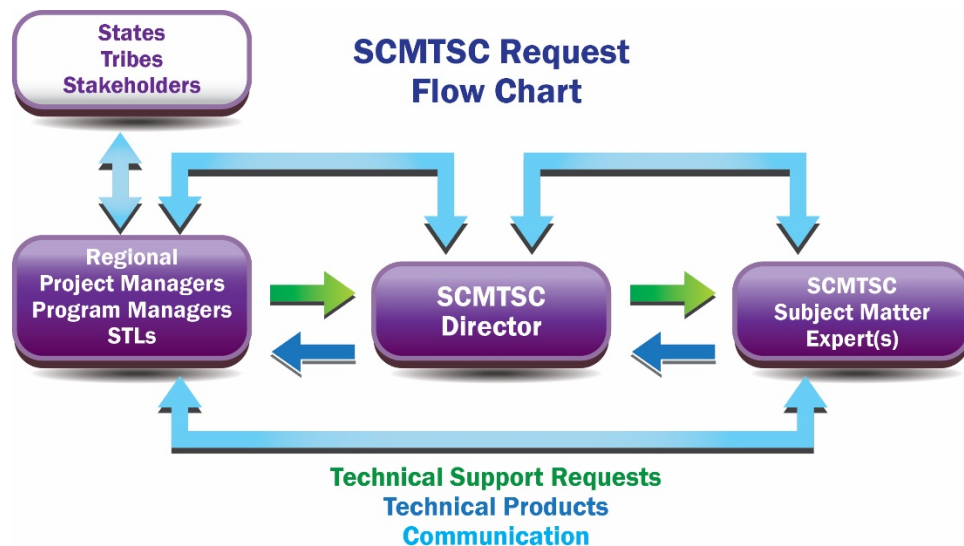 States
Tribes
Stakeholders
SCMTSC Request
Flow Chart
Regional
Project Managers
Program Managers
STLs
SCMTSC
Director
SCMTSC
Subject Matter
Expert(s)
Technical Support Requests
Technical Products
Communication